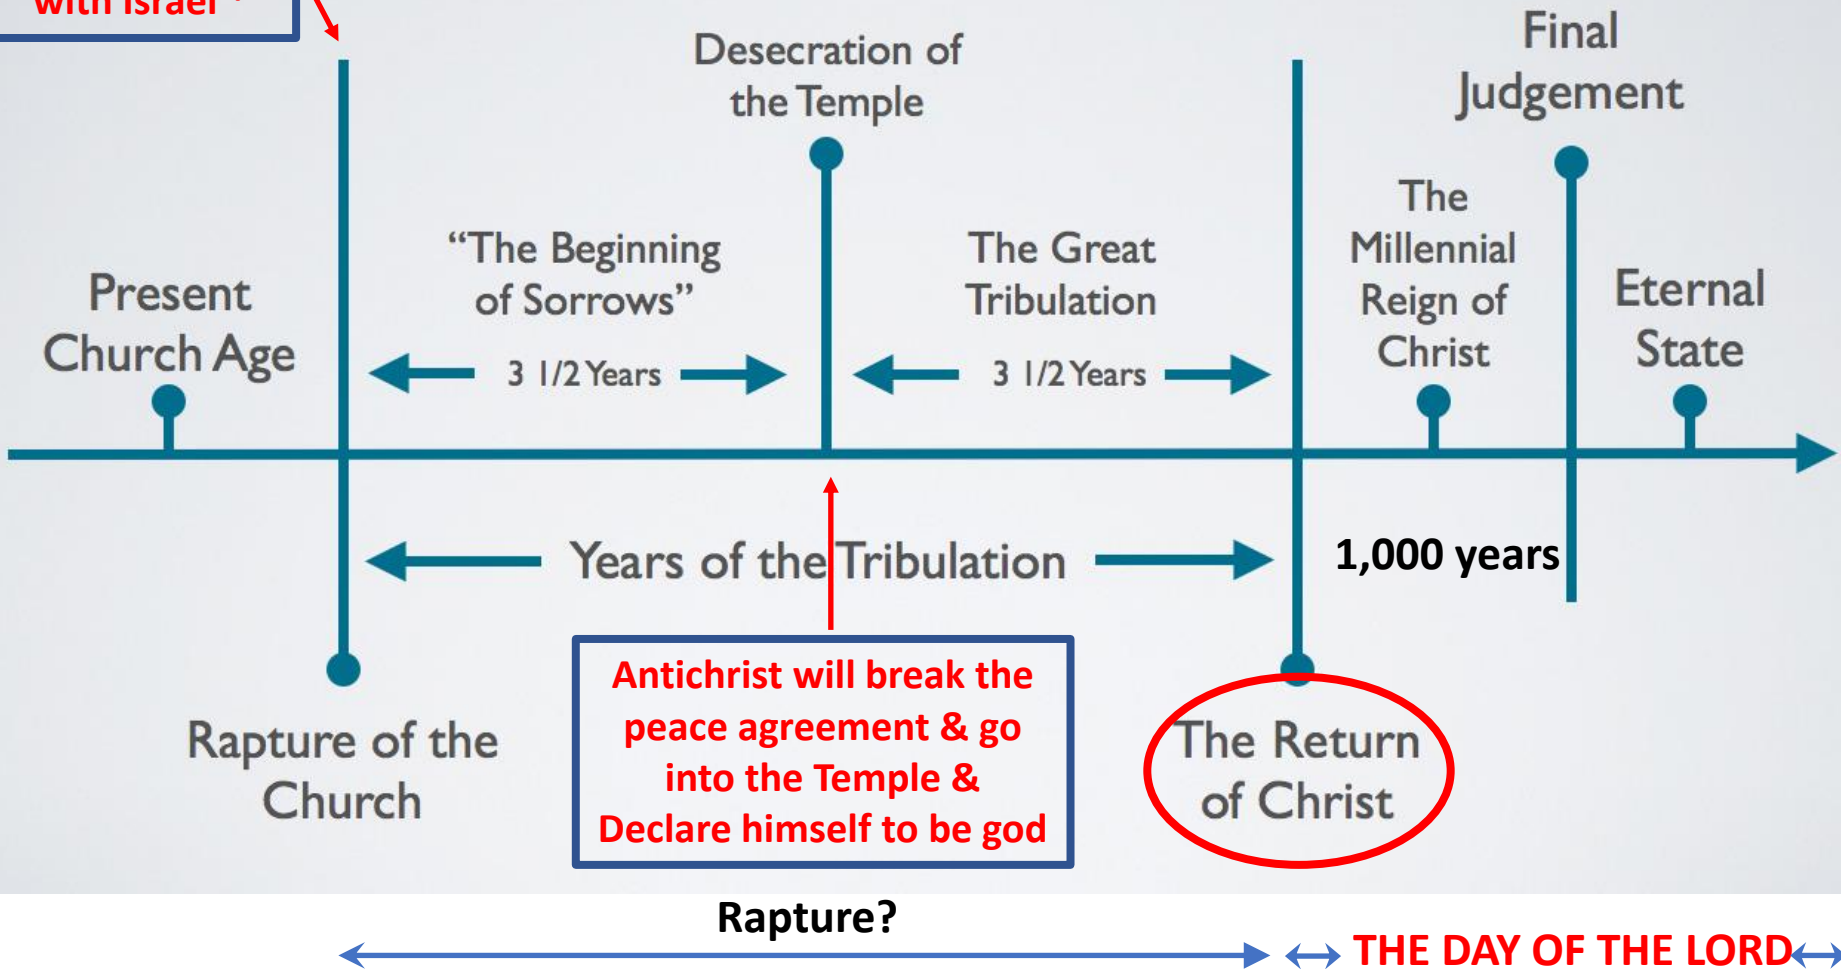 with Israel
Desecration of
the Temple
Final
Judgement
"The Beginning
of Sorrows"
The Great
Tribulation
The
Millennial
Reign of
Christ
Present
Church Age
Eternal
State
3 1/2 Years
3 1/2 Years
Years of the Tribulation
1,000 years
Antichrist will break the
peace agreement & go
into the Temple &
Declare himself to be god
Rapture of the
Church
The Return
of Christ
Rapture?
THE DAY OF THE LORD